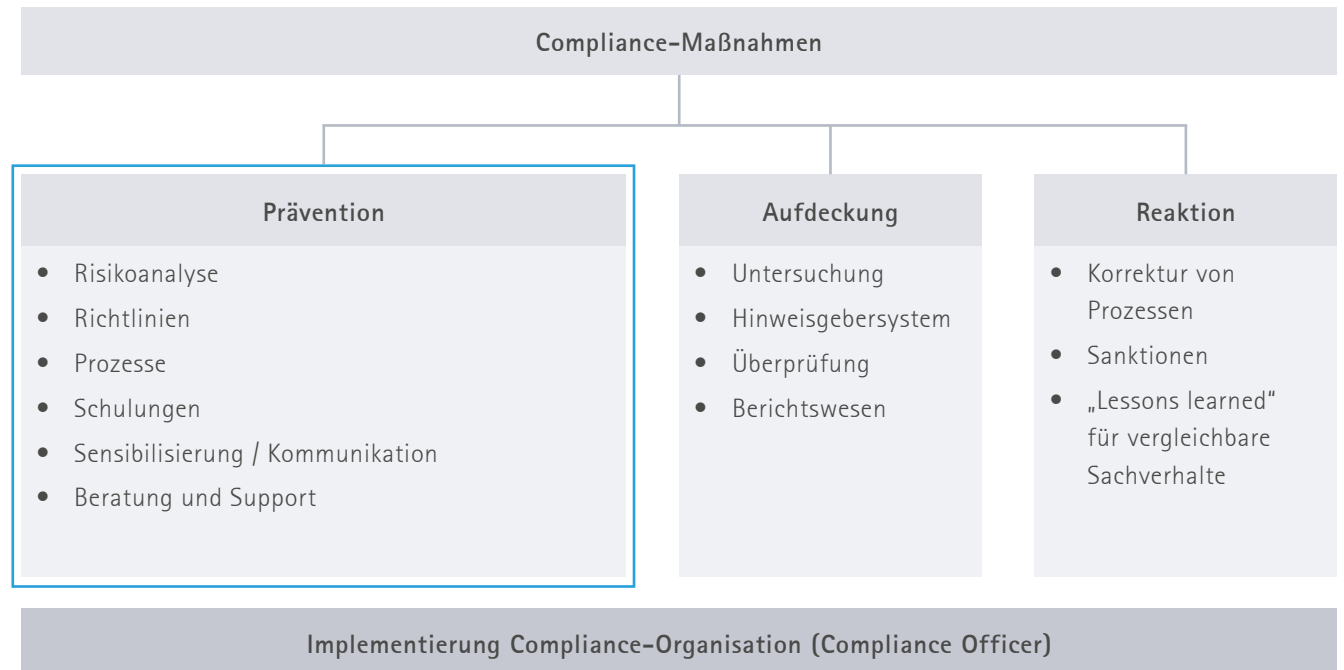 Compliance-Maßnahmen
Prävention
• Risikoanalyse
• Richtlinien
• Prozesse
• Schulungen
• Sensibilisierung / Kommunikation
• Beratung und Support
Aufdeckung
• Untersuchung
• Hinweisgebersystem
• Überprüfung
• Berichtswesen
Reaktion
• Korrektur von
Prozessen
• Sanktionen
• „Lessons learned“
für vergleichbare
Sachverhalte
Implementierung Compliance-Organisation (Compliance Officer)